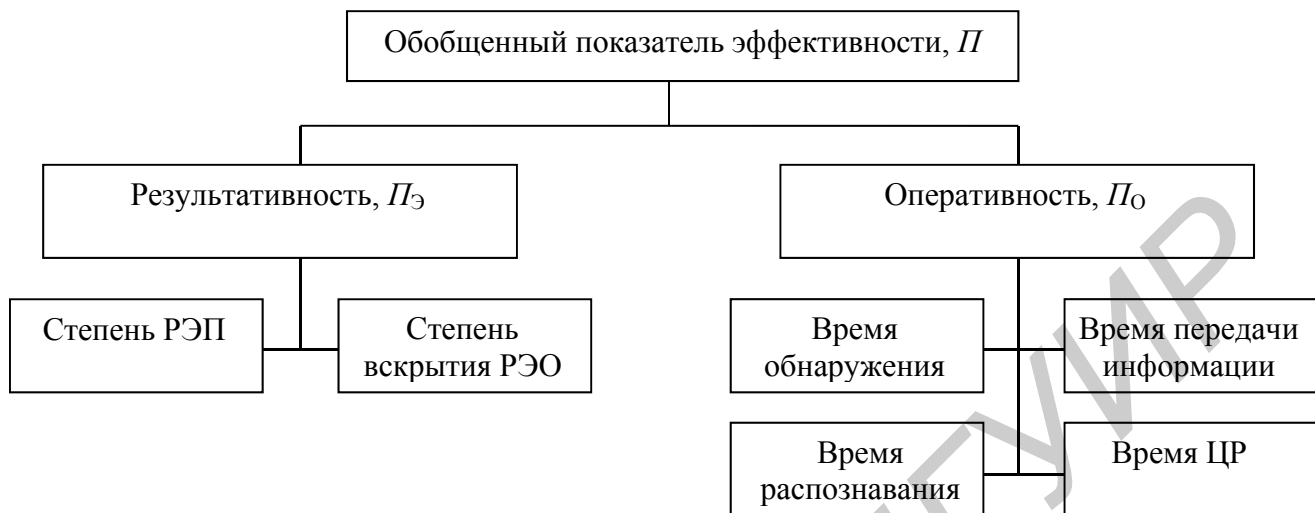 Обобщенный показатель эффективности, П
Результативность, ПЭ
Оперативность, ПО
Степень РЭП
Степень
вскрытия РЭО
Время
обнаружения
Время передачи
информации
Время
распознавания
Время ЦР
ГУИР